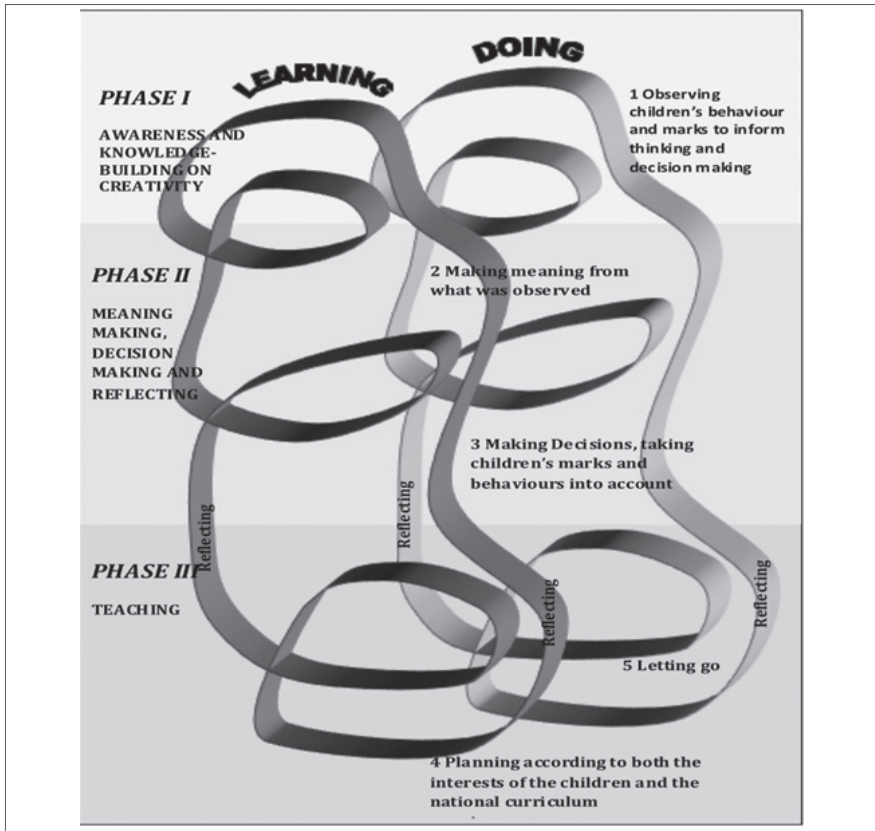 LEARNING
DOING
PHASE I
AWARENESS AND
KNOWLEDGE-
BUILDING ON
CREATIVITY
1 Observing
children’s behaviour
and marks to inform
thinking and
decision making
PHASE II
MEANING
MAKING,
DECISION
MAKING AND
REFLECTING
2 Making meaning from
what was observed
3 Making Decisions, taking
children’s marks and
behaviours into account
Reflecting
Reflecting
Reflecting
Reflecting
PHASE III
TEACHING
5 Letting go
4 Planning according to both the
interests of the children and the
national curriculum